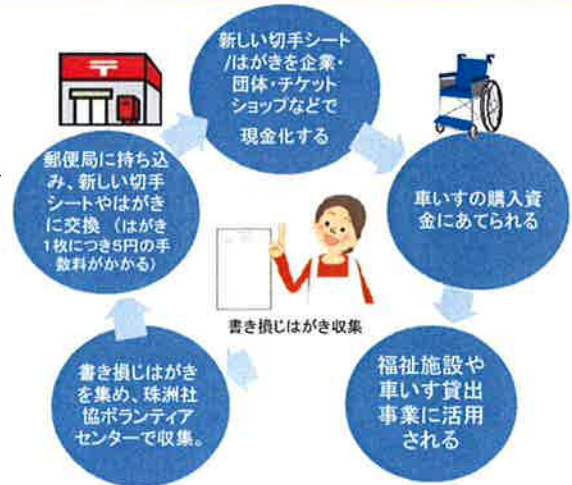 新しい切手シート
/はがきを企業・
団体・チケット
ショップなどで
現金化する
郵便局に持ち込
み、新しい切手
シートやはがき
に交換（はがき
1枚につき5円の手
数料がかかる）
車いすの購入資
金にあてられる
書き損じはがき収集
書き損じはがき
を集め、珠洲社
協ボランティア
センターで収集。
福祉施設や
車いす貸出
事業に活用
される